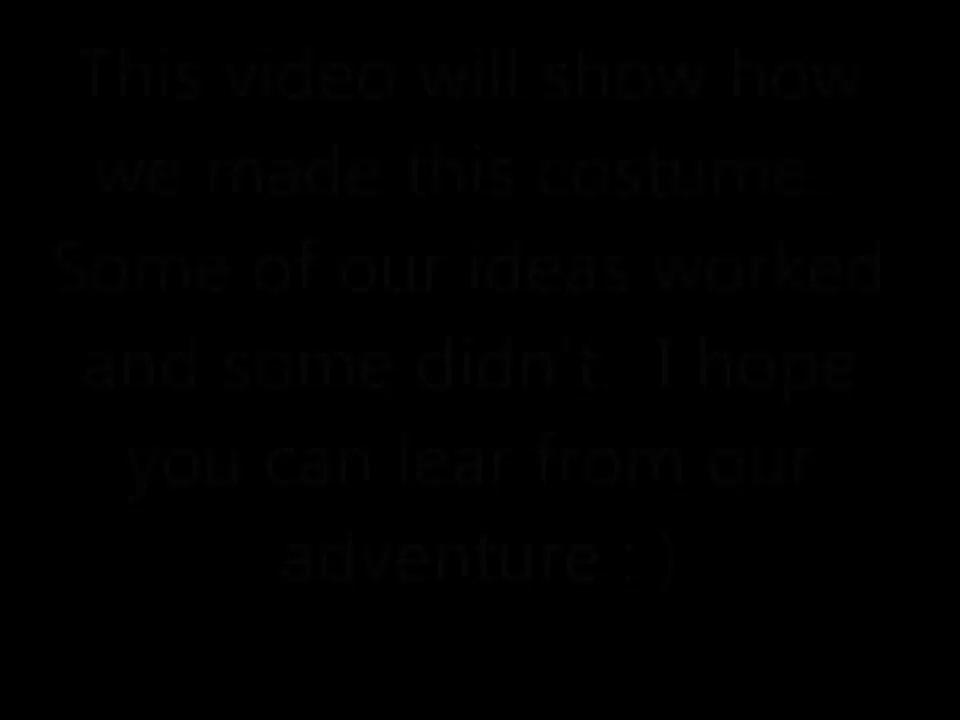 This video will show how
we made this costume.
Some of our ideas worked
and some didn't. I hope
you can lear from our
adventure : )